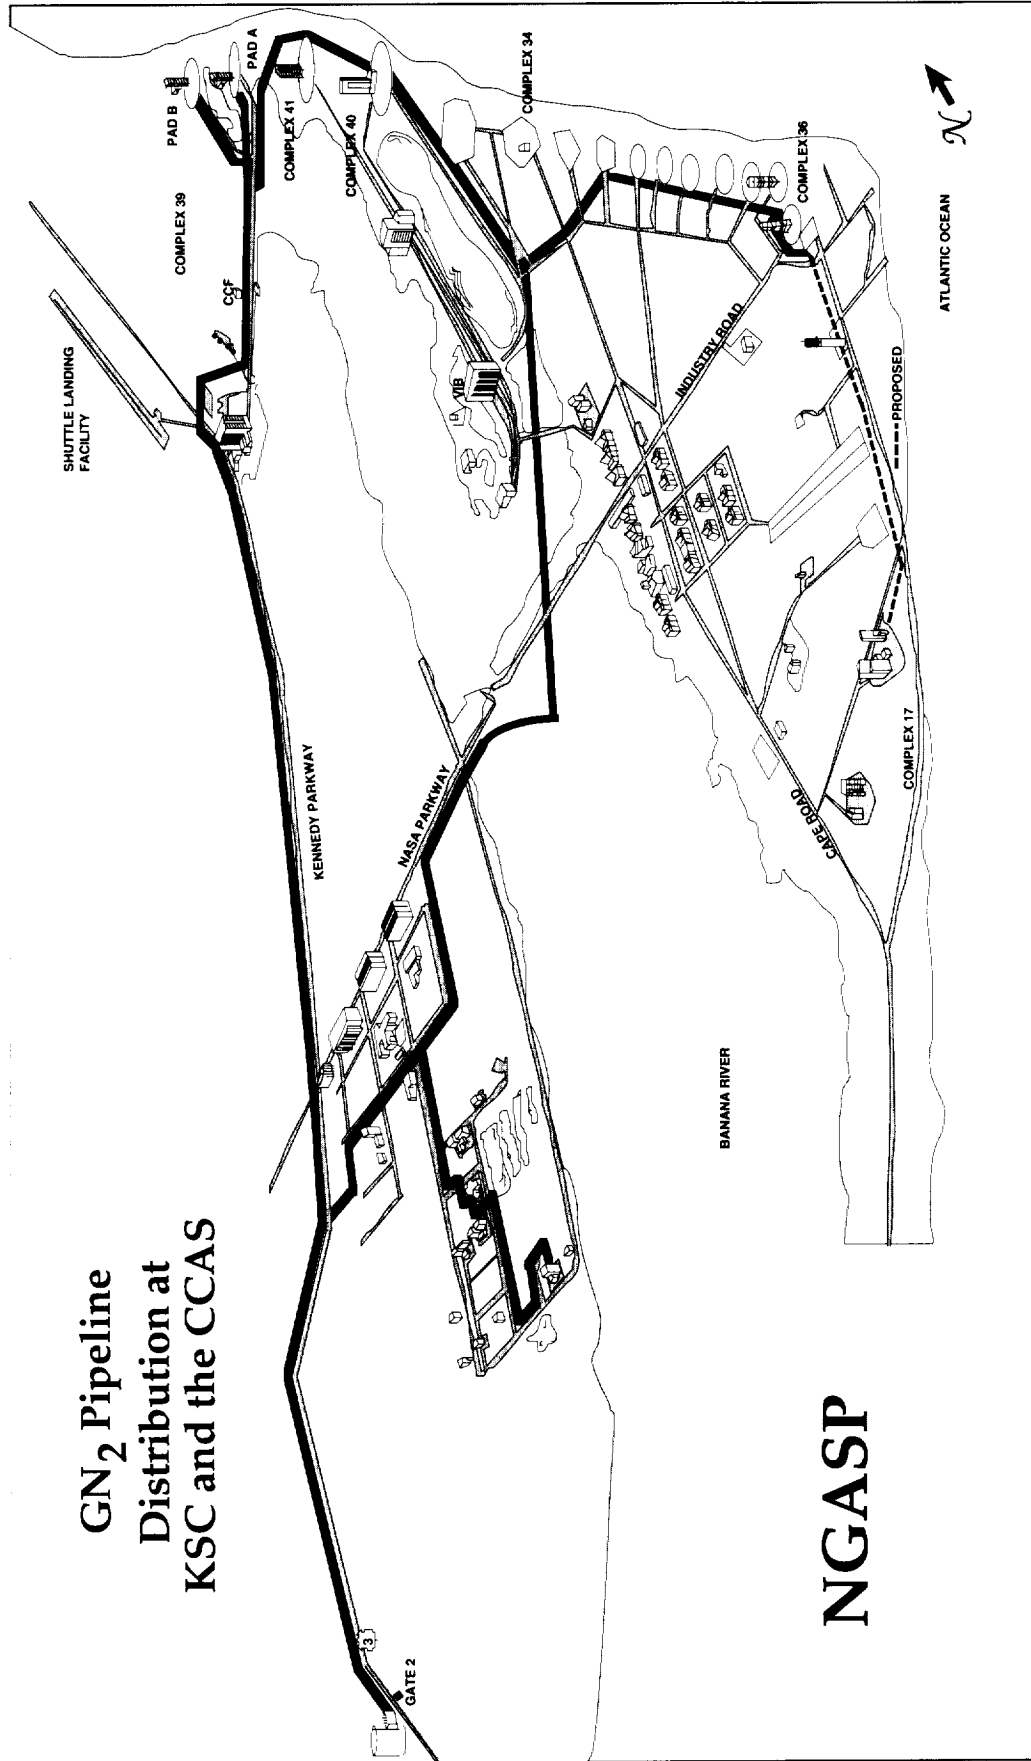 GN2 Pipeline
Distribution at
KSC and the CCAS
SHUTTLE LANDING
FACILITY
COMPLEX 39
PAD B
PAD A
CCF
COMPLEX 41
COMPLEX 40
COMPLEX 34
VIB
KENNEDY PARKWAY
NASA PARKWAY
INDUSTRY ROAD
COMPLEX 36
N
ATLANTIC OCEAN
PROPOSED
COMPLEX 17
CAPE ROAD
BANANA RIVER
3
GATE 2
NGASP